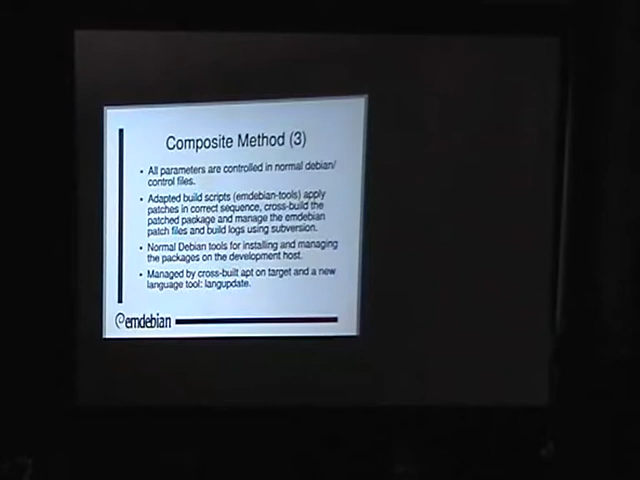 Composite Method (3)
• All parameters are controlled in normal debian/
control files.
• Adapted build scripts (emdebian-tools) apply
patches in correct sequence, cross-build the
patched package and manage the emdebian
patch files and build logs using subversion.
• Normal Debian tools for installing and managing
the packages on the development host.
• Managed by cross-built apt on target and a new
language tool: langupdate.
emdebian